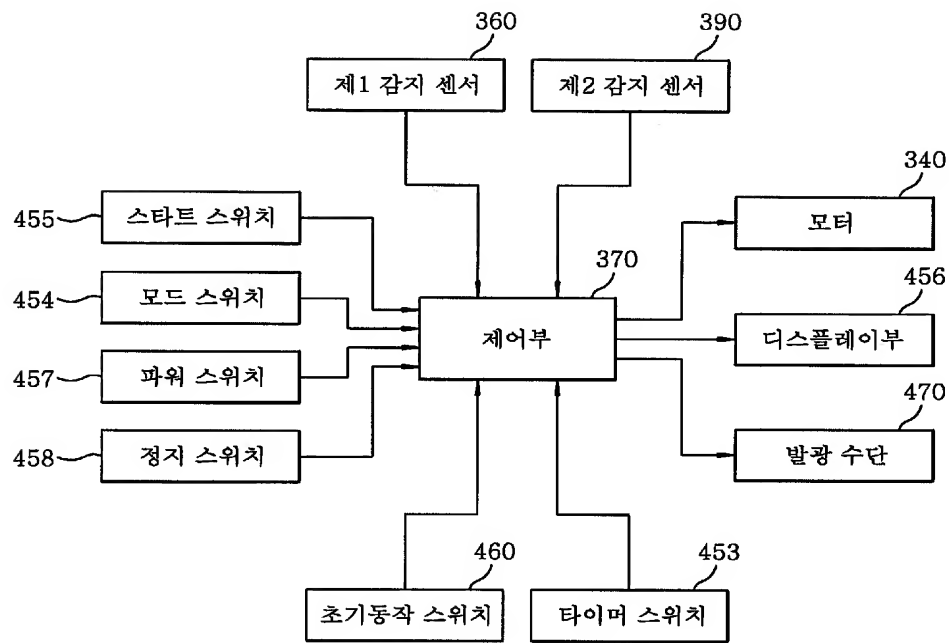 360
390
제1 감지 센서
제2 감지 센서
340
455
스타트 스위치
모터
370
456
454
모드 스위치
제어부
디스플레이부
457
파워 스위치
470
458
정지 스위치
발광 수단
460
453
초기동작 스위치
타이머 스위치